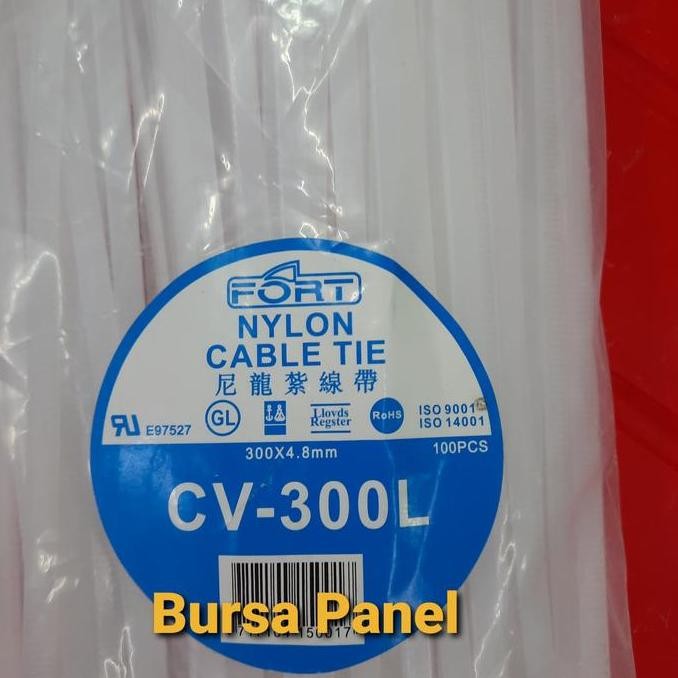 FORT
NYLON
CABLE TIE
尼龍紮線帶
E97527
GL
Lloyds
Regster
RoHS
ISO 9001
ISO 14001
300X4.8mm
100PCS
CV-300L
Bursa Panel